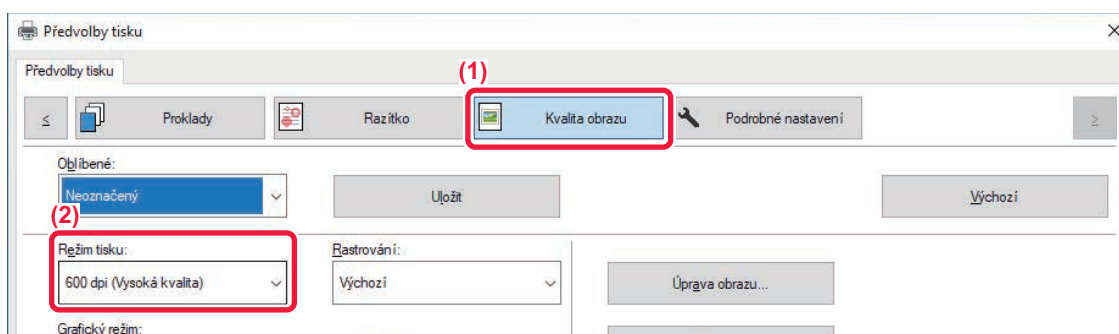 Předvolby tisku
Předvolby tisku
(1)
<
Proklady
Razítko
Kvalita obrazu
Podrobné nastavení
>
Oblíbené:
Neoznačený
Uložit
Výchozí
(2)
Režim tisku:
Rastrování:
600 dpi (Vysoká kvalita)
Výchozí
Úprava obrazu...
Grafický režim: